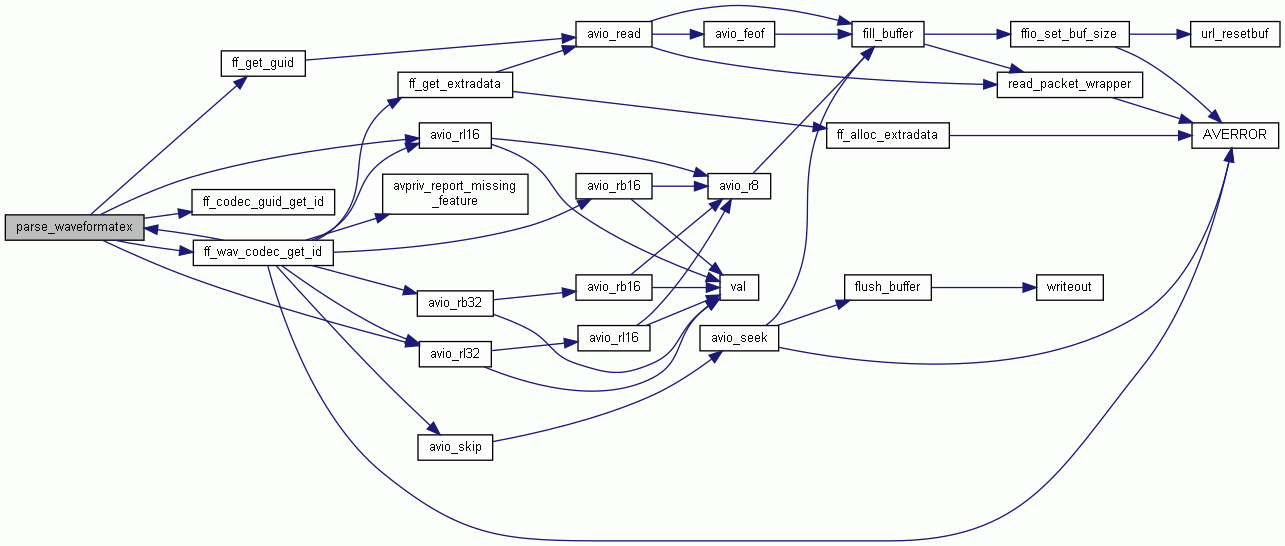 parse_waveformatex
ff_get_guid
ff_codec_guid_get_id
ff_wav_codec_get_id
ff_get_extradata
avio_rl16
avpriv_report_missing
_feature
avio_rb32
avio_rl32
avio_skip
avio_read
avio_rb16
avio_rb16
avio_rl16
avio_feof
avio_r8
val
avio_seek
fill_buffer
ff_alloc_extradata
flush_buffer
ffio_set_buf_size
read_packet_wrapper
writeout
url_resetbuf
AVERROR